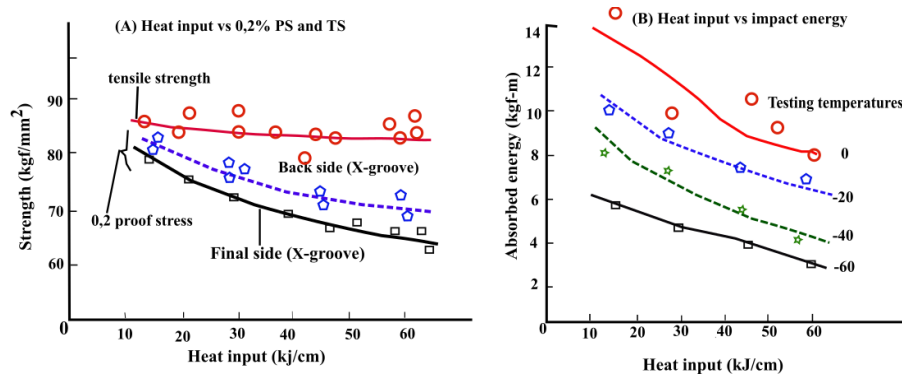 (A) Heat input vs 0,2% PS and TS
Strength (kgf/mm²)
90
80
70
60
0
tensile strength
Back side (X-groove)
0,2 proof stress
Final side (X-groove)
10 20 30 40 50 60
Heat input (kj/cm)
(B) Heat input vs impact energy
Absorbed energy (kgf-m)
14
12
10
8
6
4
2
0
Testing temperatures
0
-20
-40
-60
10 20 30 40 50 60
Heat input (kJ/cm)